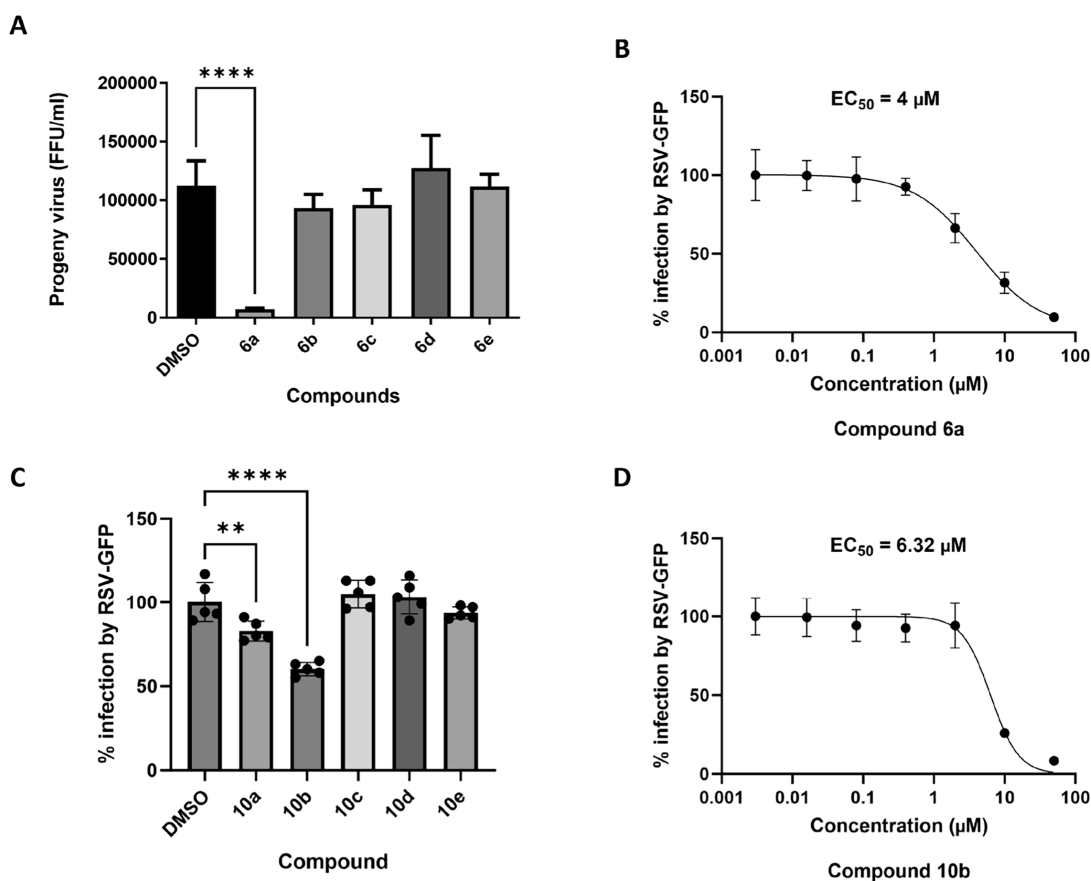 A
****
200000
150000
100000
50000
0
Progeny virus (FFU/ml)
DMSO
6a
6b
6c
6d
6e
Compounds
B
EC50 = 4 µM
150
100
50
0
% infection by RSV-GFP
0.001
0.01
0.1
1
10
100
Concentration (µM)
Compound 6a
C
****
**
150
100
50
0
% infection by RSV-GFP
DMSO
10a
10b
10c
10d
10e
Compound
D
EC50 = 6.32 µM
150
100
50
0
% infection by RSV-GFP
0.001
0.01
0.1
1
10
100
Concentration (µM)
Compound 10b